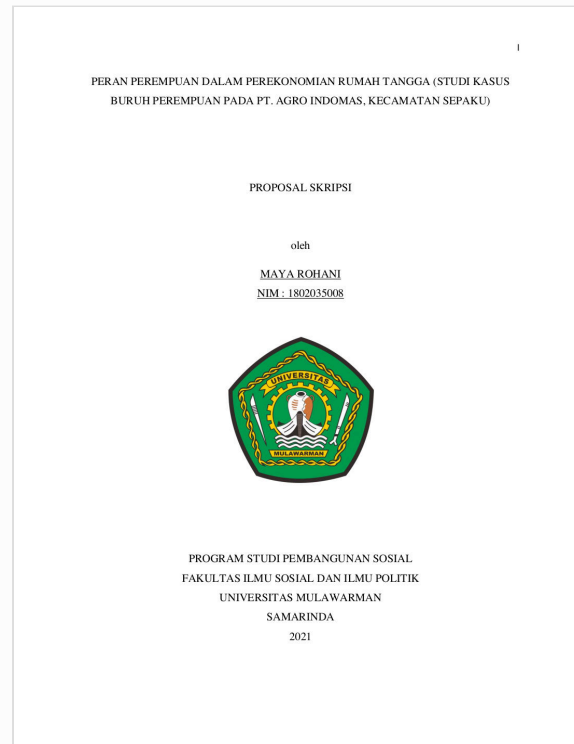 I
PERAN PEREMPUAN DALAM PEREKONOMIAN RUMAH TANGGA (STUDI KASUS
BURUH PEREMPUAN PADA PT. AGRO INDOMAS, KECAMATAN SEPAKU)
PROPOSAL SKRIPSI
oleh
MAYA ROHANI
NIM : 1802035008
UNIVERSITAS
MULAWARMAN
PROGRAM STUDI PEMBANGUNAN SOSIAL
FAKULTAS ILMU SOSIAL DAN ILMU POLITIK
UNIVERSITAS MULAWARMAN
SAMARINDA
2021